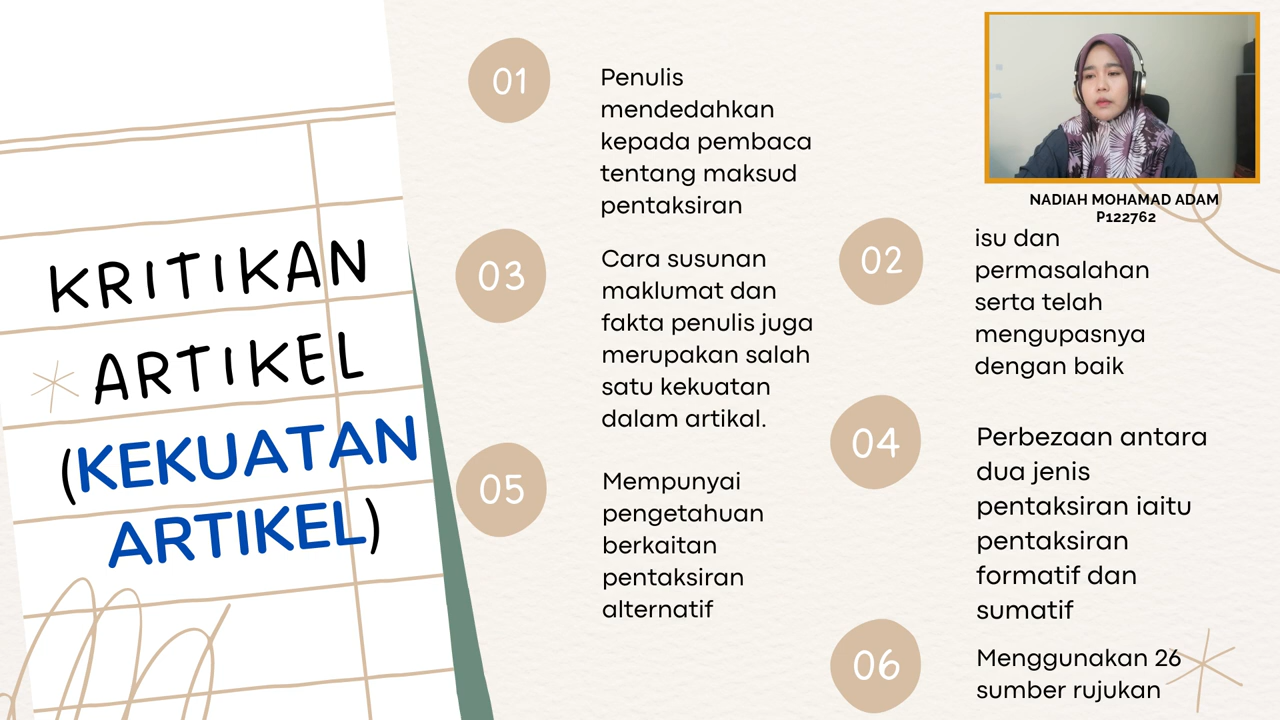 KRITIKAN
ARTIKEL
(KEKUATAN
ARTIKEL)
01
Penulis
mendedahkan
kepada pembaca
tentang maksud
pentaksiran
NADIAH MOHAMAD ADAM
P122762
02
isu dan
permasalahan
serta telah
mengupasnya
dengan baik
03
Cara susunan
maklumat dan
fakta penulis juga
merupakan salah
satu kekuatan
dalam artikal.
04
Perbezaan antara
dua jenis
pentaksiran iaitu
pentaksiran
formatif dan
sumatif
05
Mempunyai
pengetahuan
berkaitan
pentaksiran
alternatif
06
Menggunakan 26
sumber rujukan